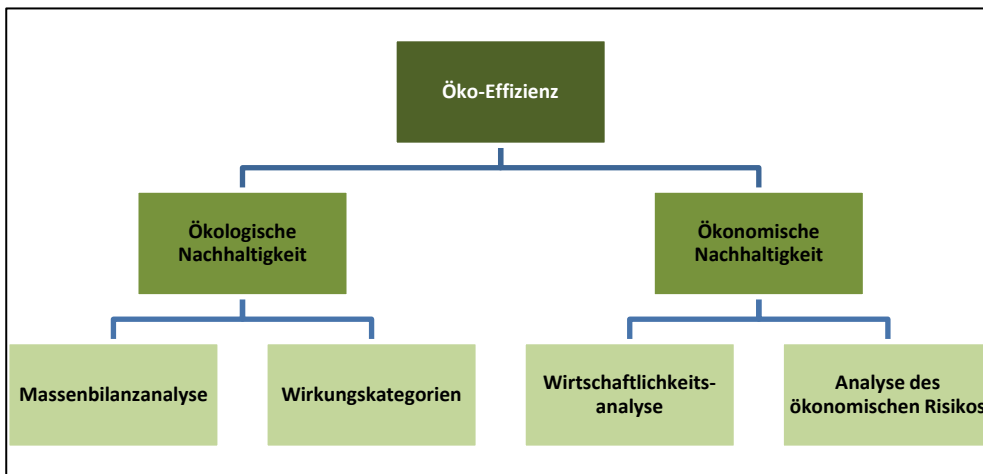 Öko-Effizienz
Ökologische
Nachhaltigkeit
Ökonomische
Nachhaltigkeit
Massenbilanzanalyse
Wirkungskategorien
Wirtschaftlichkeits-
analyse
Analyse des
ökonomischen Risikos